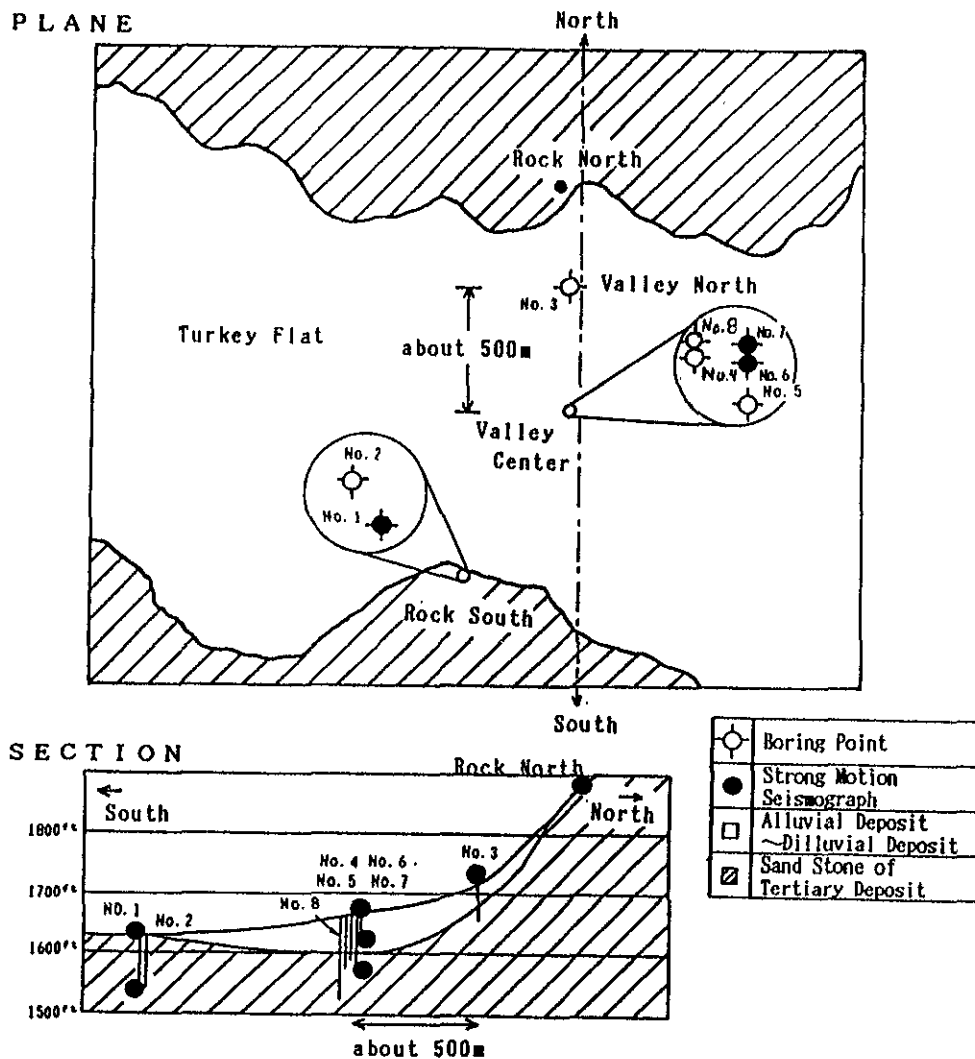 PLANE
North
Rock North
No. 3
Valley North
Turkey Flat
about 500m
No. 8
No. 7
No. 4
No. 6
No. 5
Valley
Center
No. 2
No. 1
Rock South
South
SECTION
Rock North
South
North
1800ft
No. 4 No. 6
No. 3
1700ft
No. 5 No. 7
No. 8
NO. 1
No. 2
1600ft
1500ft
about 500m
Boring Point
Strong Motion
Seismograph
Alluvial Deposit
~Dilluvial Deposit
Sand Stone of
Tertiary Deposit